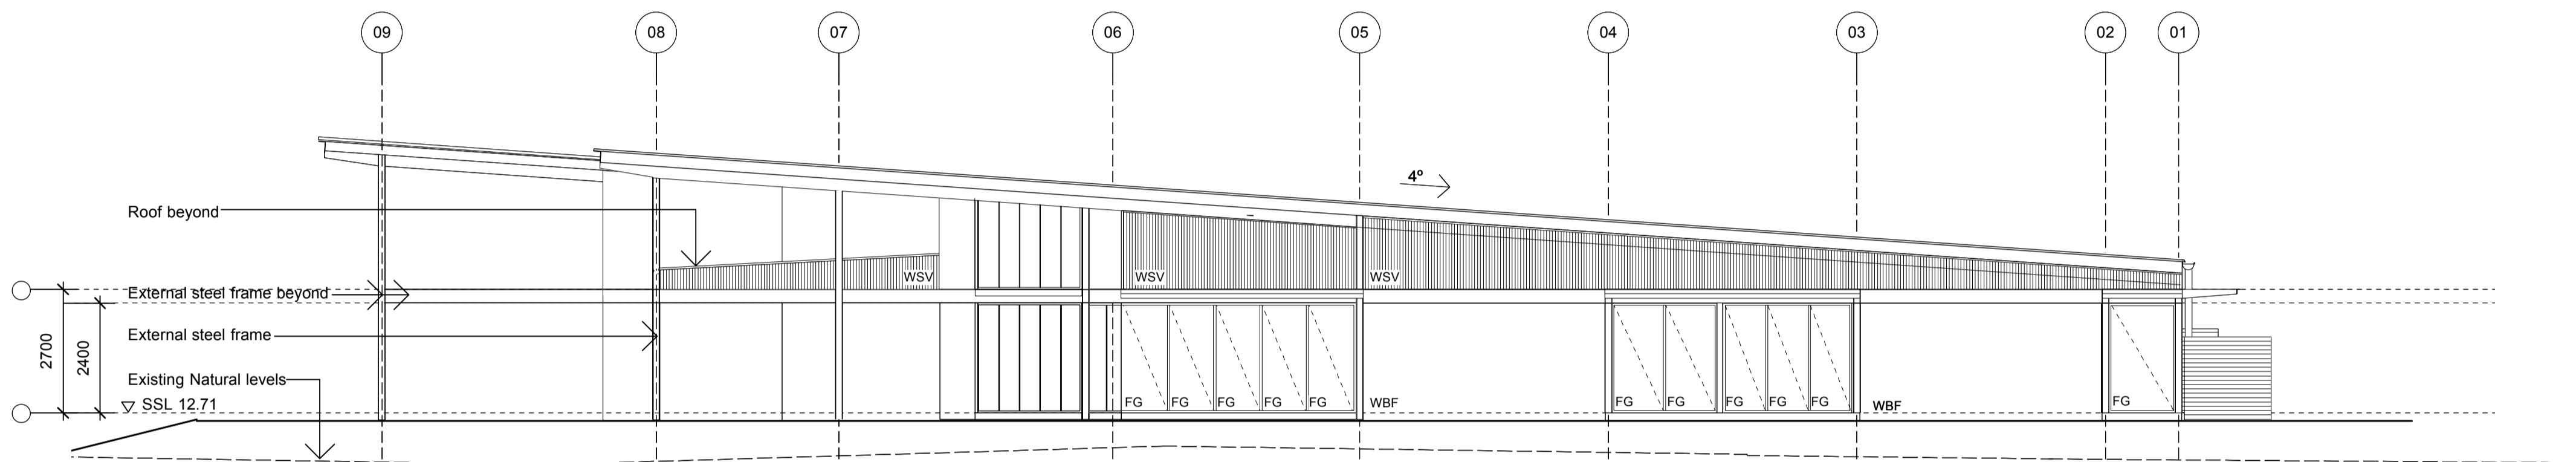 09 08 07 06 05 04 03 02 01
4º
Roof beyond
WSV WSV WSV
External steel frame beyond
External steel frame
2700
2400
Existing Natural levels
SSL 12.71
FG FG FG FG FG WBF FG FG FG FG FG WBF FG